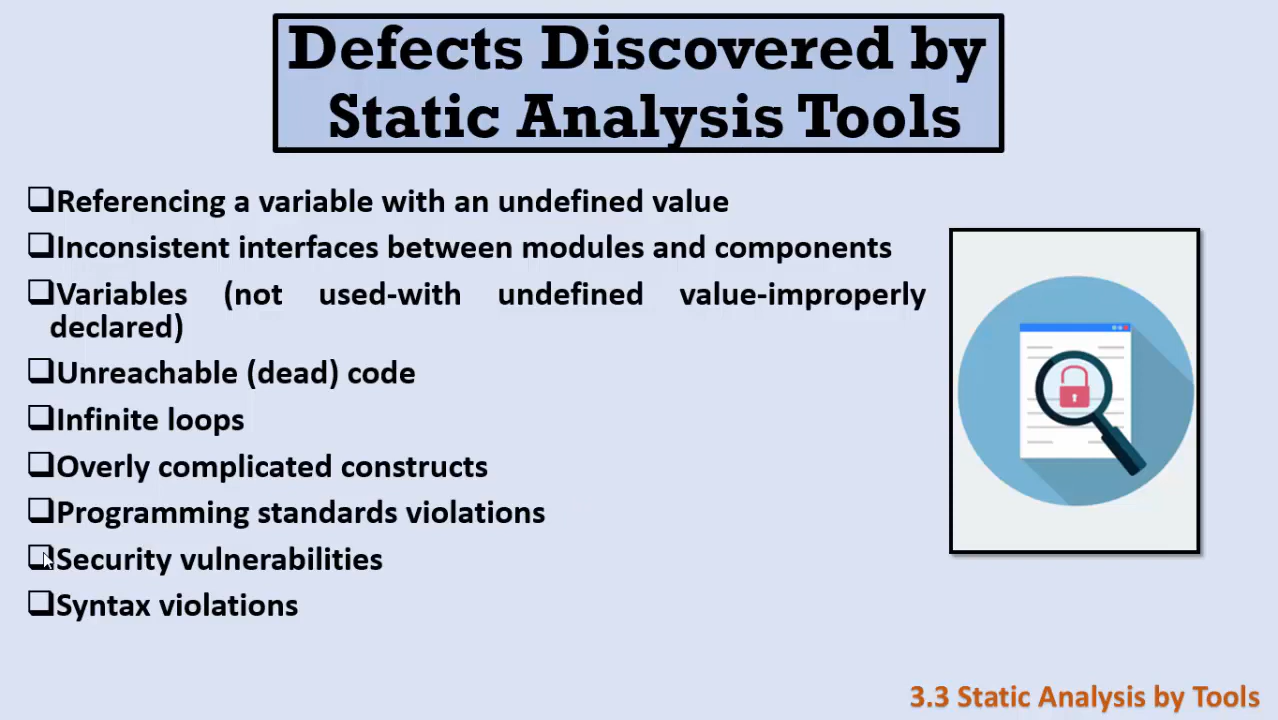 Defects Discovered by
Static Analysis Tools
❑Referencing a variable with an undefined value
❑Inconsistent interfaces between modules and components
❑Variables (not used-with undefined value-improperly
declared)
❑Unreachable (dead) code
❑Infinite loops
❑Overly complicated constructs
❑Programming standards violations
❑Security vulnerabilities
❑Syntax violations
3.3 Static Analysis by Tools